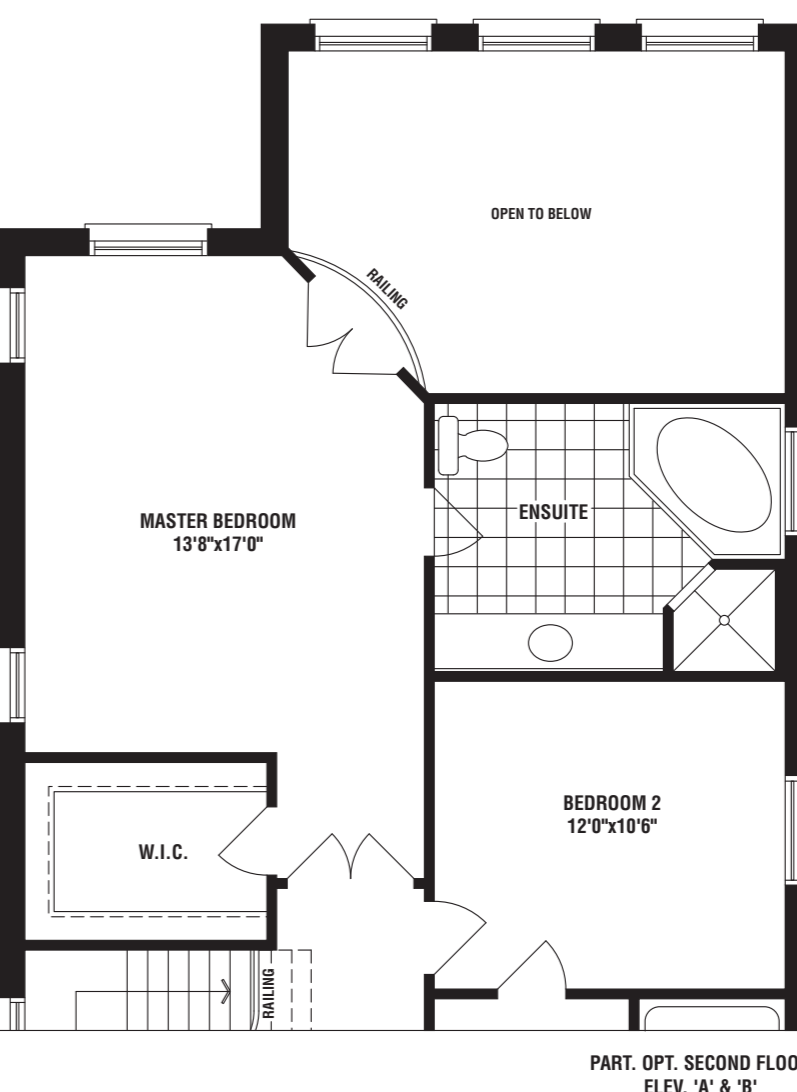 OPEN TO BELOW
RAILING
MASTER BEDROOM
13'8"x17'0"
ENSUITE
BEDROOM 2
12'0"x10'6"
W.I.C.
RAILING
PART. OPT. SECOND FLOO
ELEV. 'A' & 'B'